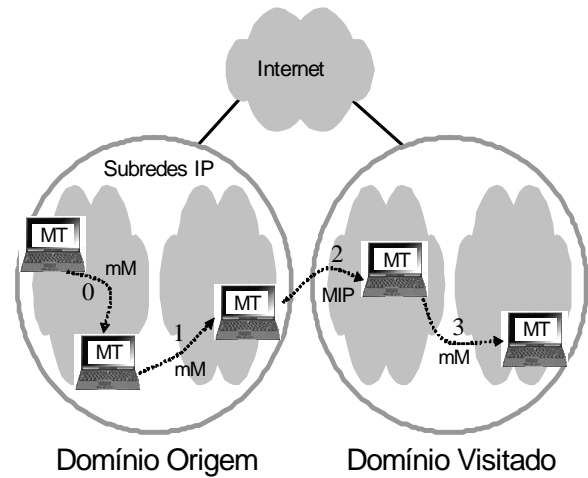 Internet
Subredes IP
MT
mM
0
MT
1
mM
MT
2
MIP
MT
3
mM
MT
Domínio Origem
Domínio Visitado